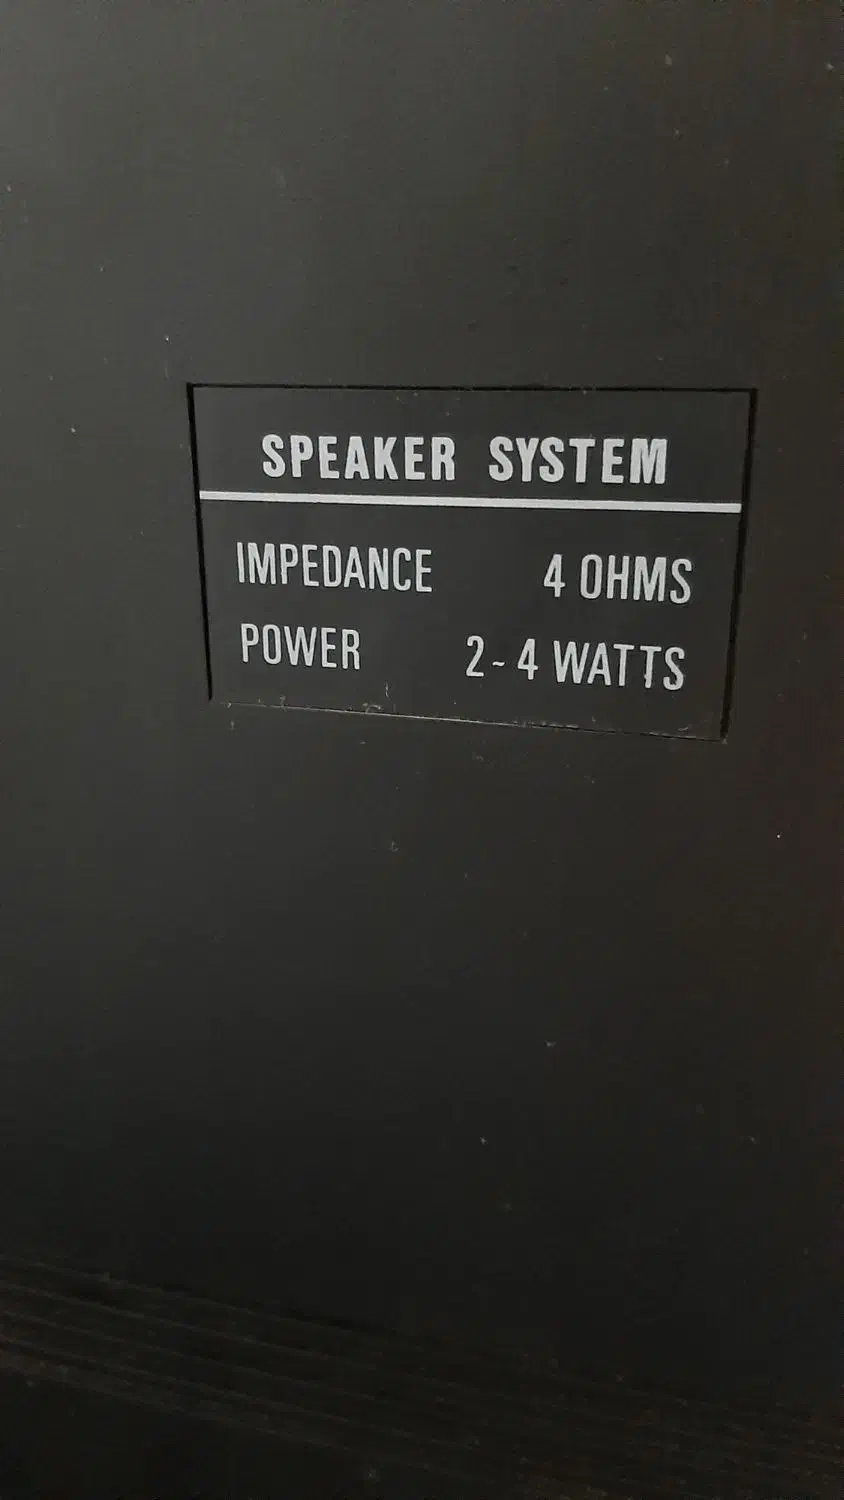 SPEAKER SYSTEM
IMPEDANCE 4 OHMS
POWER 2~4 WATTS